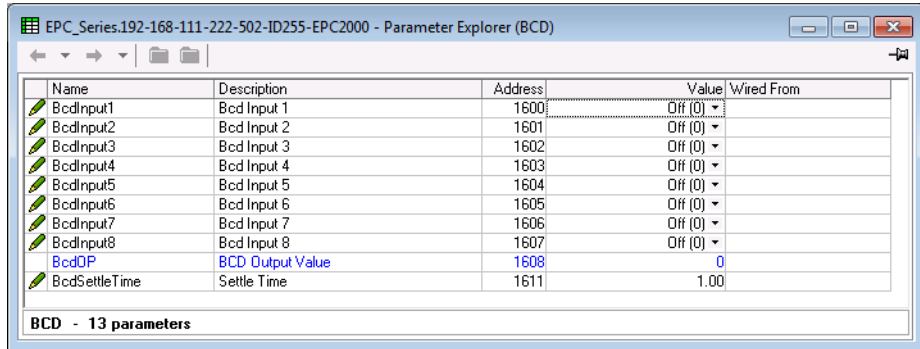 EPC_Series.192-168-111-222-502-ID255-EPC2000 - Parameter Explorer (BCD)
Name Description Address Value Wired From
BcdInput1 Bcd Input 1 1600 Off (0)
BcdInput2 Bcd Input 2 1601 Off (0)
BcdInput3 Bcd Input 3 1602 Off (0)
BcdInput4 Bcd Input 4 1603 Off (0)
BcdInput5 Bcd Input 5 1604 Off (0)
BcdInput6 Bcd Input 6 1605 Off (0)
BcdInput7 Bcd Input 7 1606 Off (0)
BcdInput8 Bcd Input 8 1607 Off (0)
BcdOP BCD Output Value 1608 0
BcdSettleTime Settle Time 1611 1.00
BCD - 13 parameters